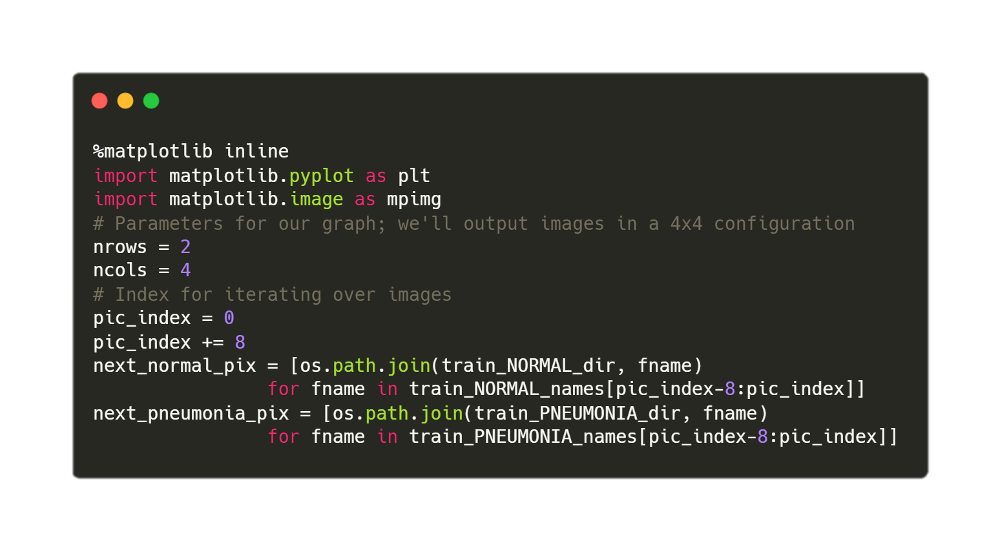 %matplotlib inline
import matplotlib.pyplot as plt
import matplotlib.image as mpimg
# Parameters for our graph; we'll output images in a 4x4 configuration
nrows = 2
ncols = 4
# Index for iterating over images
pic_index = 0
pic_index += 8
next_normal_pix = [os.path.join(train_NORMAL_dir, fname)
                for fname in train_NORMAL_names[pic_index-8:pic_index]]
next_pneumonia_pix = [os.path.join(train_PNEUMONIA_dir, fname)
                for fname in train_PNEUMONIA_names[pic_index-8:pic_index]]